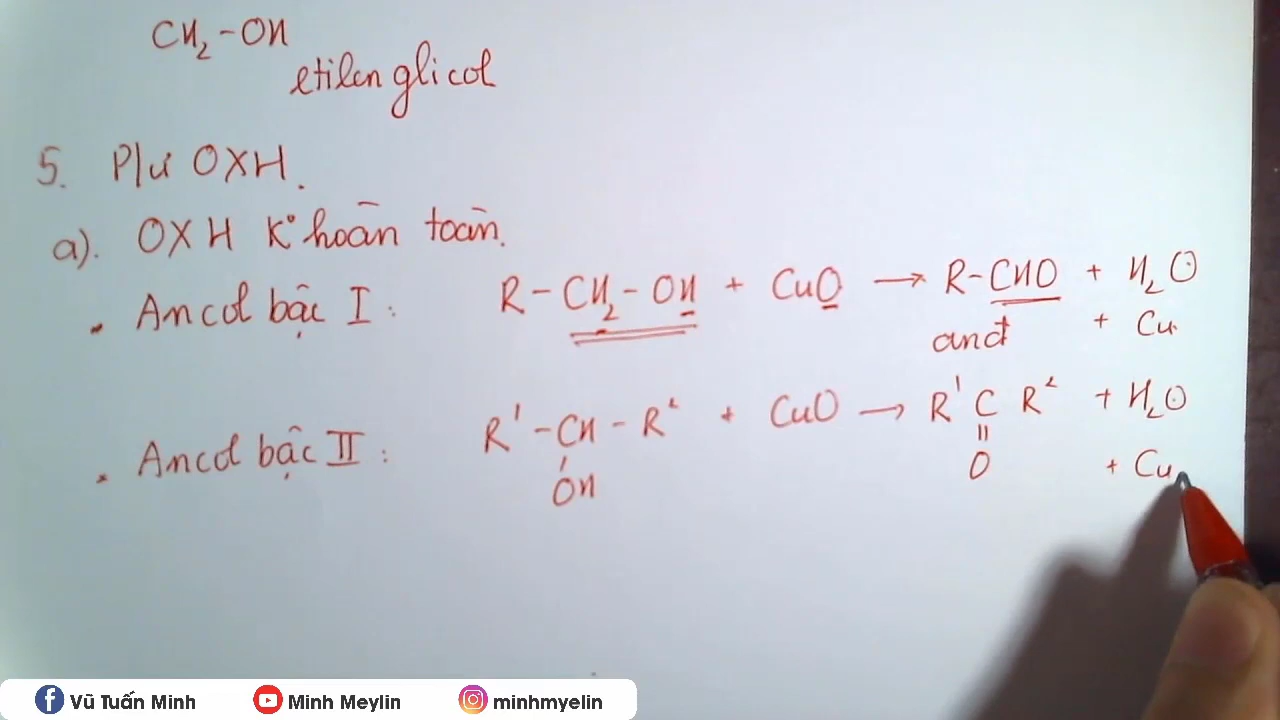 CH₂-OH
etilen glicol
5. P/ư OXH.
a). OXH K° hoàn toàn.
Ancol bậc I: R-CH₂-OH + CuO → R-CHO + H₂O
anđ + Cu
Ancol bậc II: R¹-CH-R² + CuO → R¹ C R² + H₂O
OH O + Cu
Vũ Tuấn Minh Minh Meylin minhmyelin